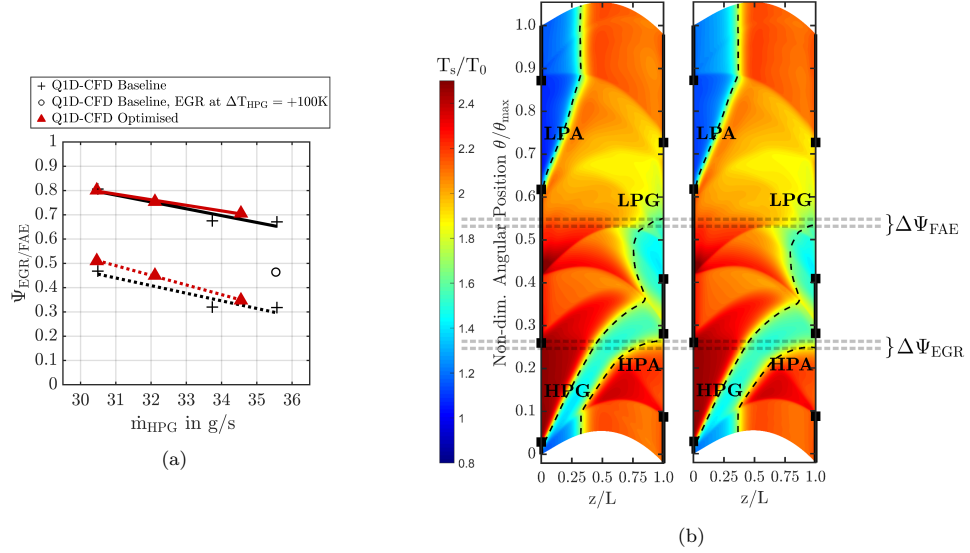 + Q1D-CFD Baseline
○ Q1D-CFD Baseline, EGR at ΔT_HPG = +100K
▲ Q1D-CFD Optimised
Ψ_EGR/FAE
1
0.9
0.8
0.7
0.6
0.5
0.4
0.3
0.2
0.1
0
30 31 32 33 34 35 36
ṁ_HPG in g/s
(a)
T_s/T_0
2.4
2.2
2
1.8
1.6
1.4
1.2
1
0.8
Non-dim. Angular Position θ/θ_max
1.0
0.9
0.8
0.7
0.6
0.5
0.4
0.3
0.2
0.1
0
LPA
LPG
HPA
HPG
0 0.25 0.5 0.75 1.0
z/L
LPA
LPG
HPA
HPG
0 0.25 0.5 0.75 1.0
z/L
}ΔΨ_FAE
}ΔΨ_EGR
(b)